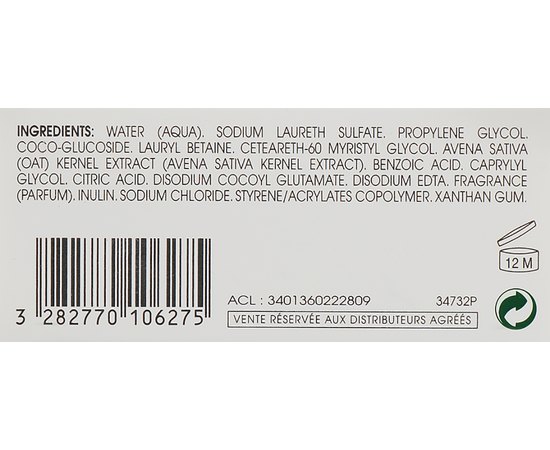 INGREDIENTS: WATER (AQUA). SODIUM LAURETH SULFATE. PROPYLENE GLYCOL.
COCO-GLUCOSIDE. LAURYL BETAINE. CETEARETH-60 MYRISTYL GLYCOL. AVENA SATIVA
(OAT) KERNEL EXTRACT (AVENA SATIVA KERNEL EXTRACT). BENZOIC ACID. CAPRYLYL
GLYCOL. CITRIC ACID. DISODIUM COCOYL GLUTAMATE. DISODIUM EDTA. FRAGRANCE
(PARFUM). INULIN. SODIUM CHLORIDE. STYRENE/ACRYLATES COPOLYMER. XANTHAN GUM.
12 M
ACL : 3401360222809 34732P
3 282770 106275
VENTE RÉSERVÉE AUX DISTRIBUTEURS AGRÉÉS